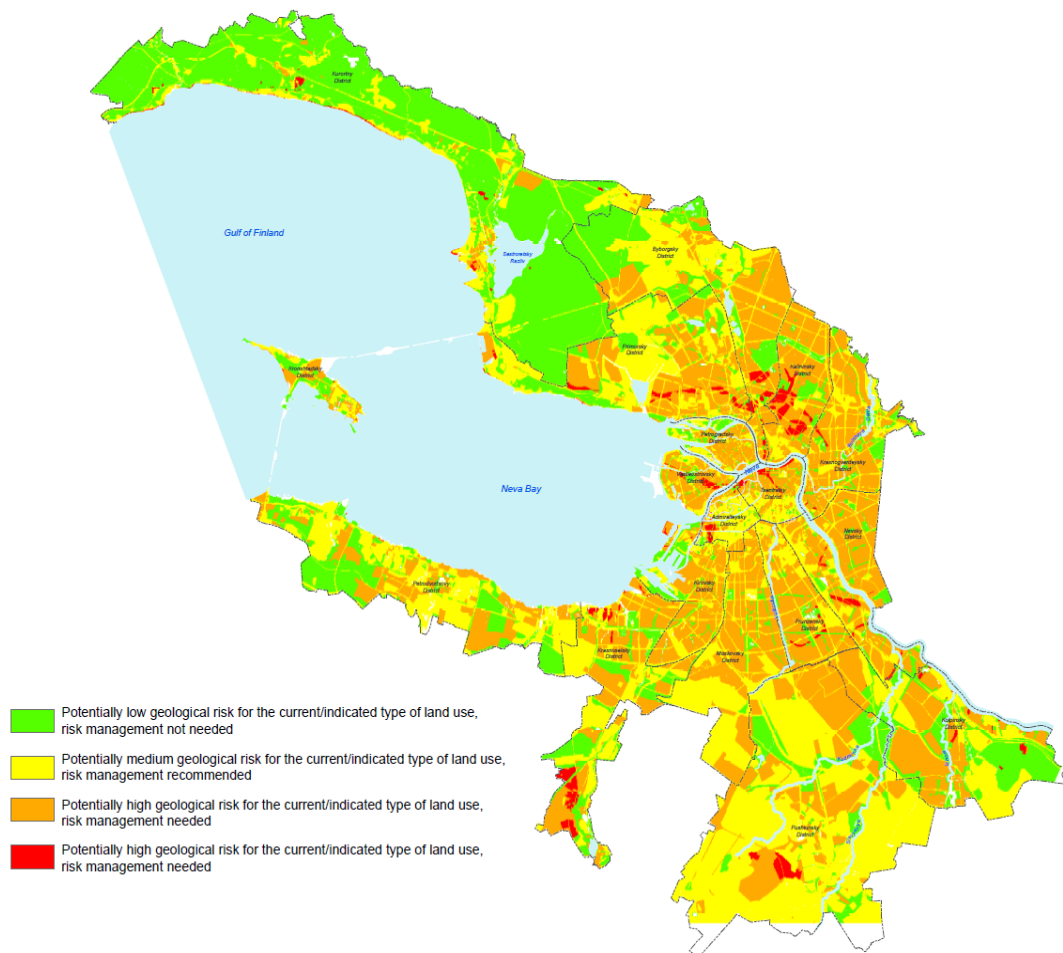 Kurortny
District
Gulf of Finland
Sestroretsky
Razliv
Byborgsky
District
Primorsky
District
Kronshtadtsky
District
Kalininsky
District
Petrogradsky
District
Krasnogvardeysky
District
Neva
Vasileostrovsky
District
Neva Bay
Tsentralny
District
Admiralteysky
District
Nevsky
District
Petrodvortsovy
District
Kirovsky
District
Frunzensky
District
Krasnoselsky
District
Moskovsky
District
Kolpinsky
District
Pushkinsky
District
Potentially low geological risk for the current/indicated type of land use,
risk management not needed
Potentially medium geological risk for the current/indicated type of land use,
risk management recommended
Potentially high geological risk for the current/indicated type of land use,
risk management needed
Potentially high geological risk for the current/indicated type of land use,
risk management needed